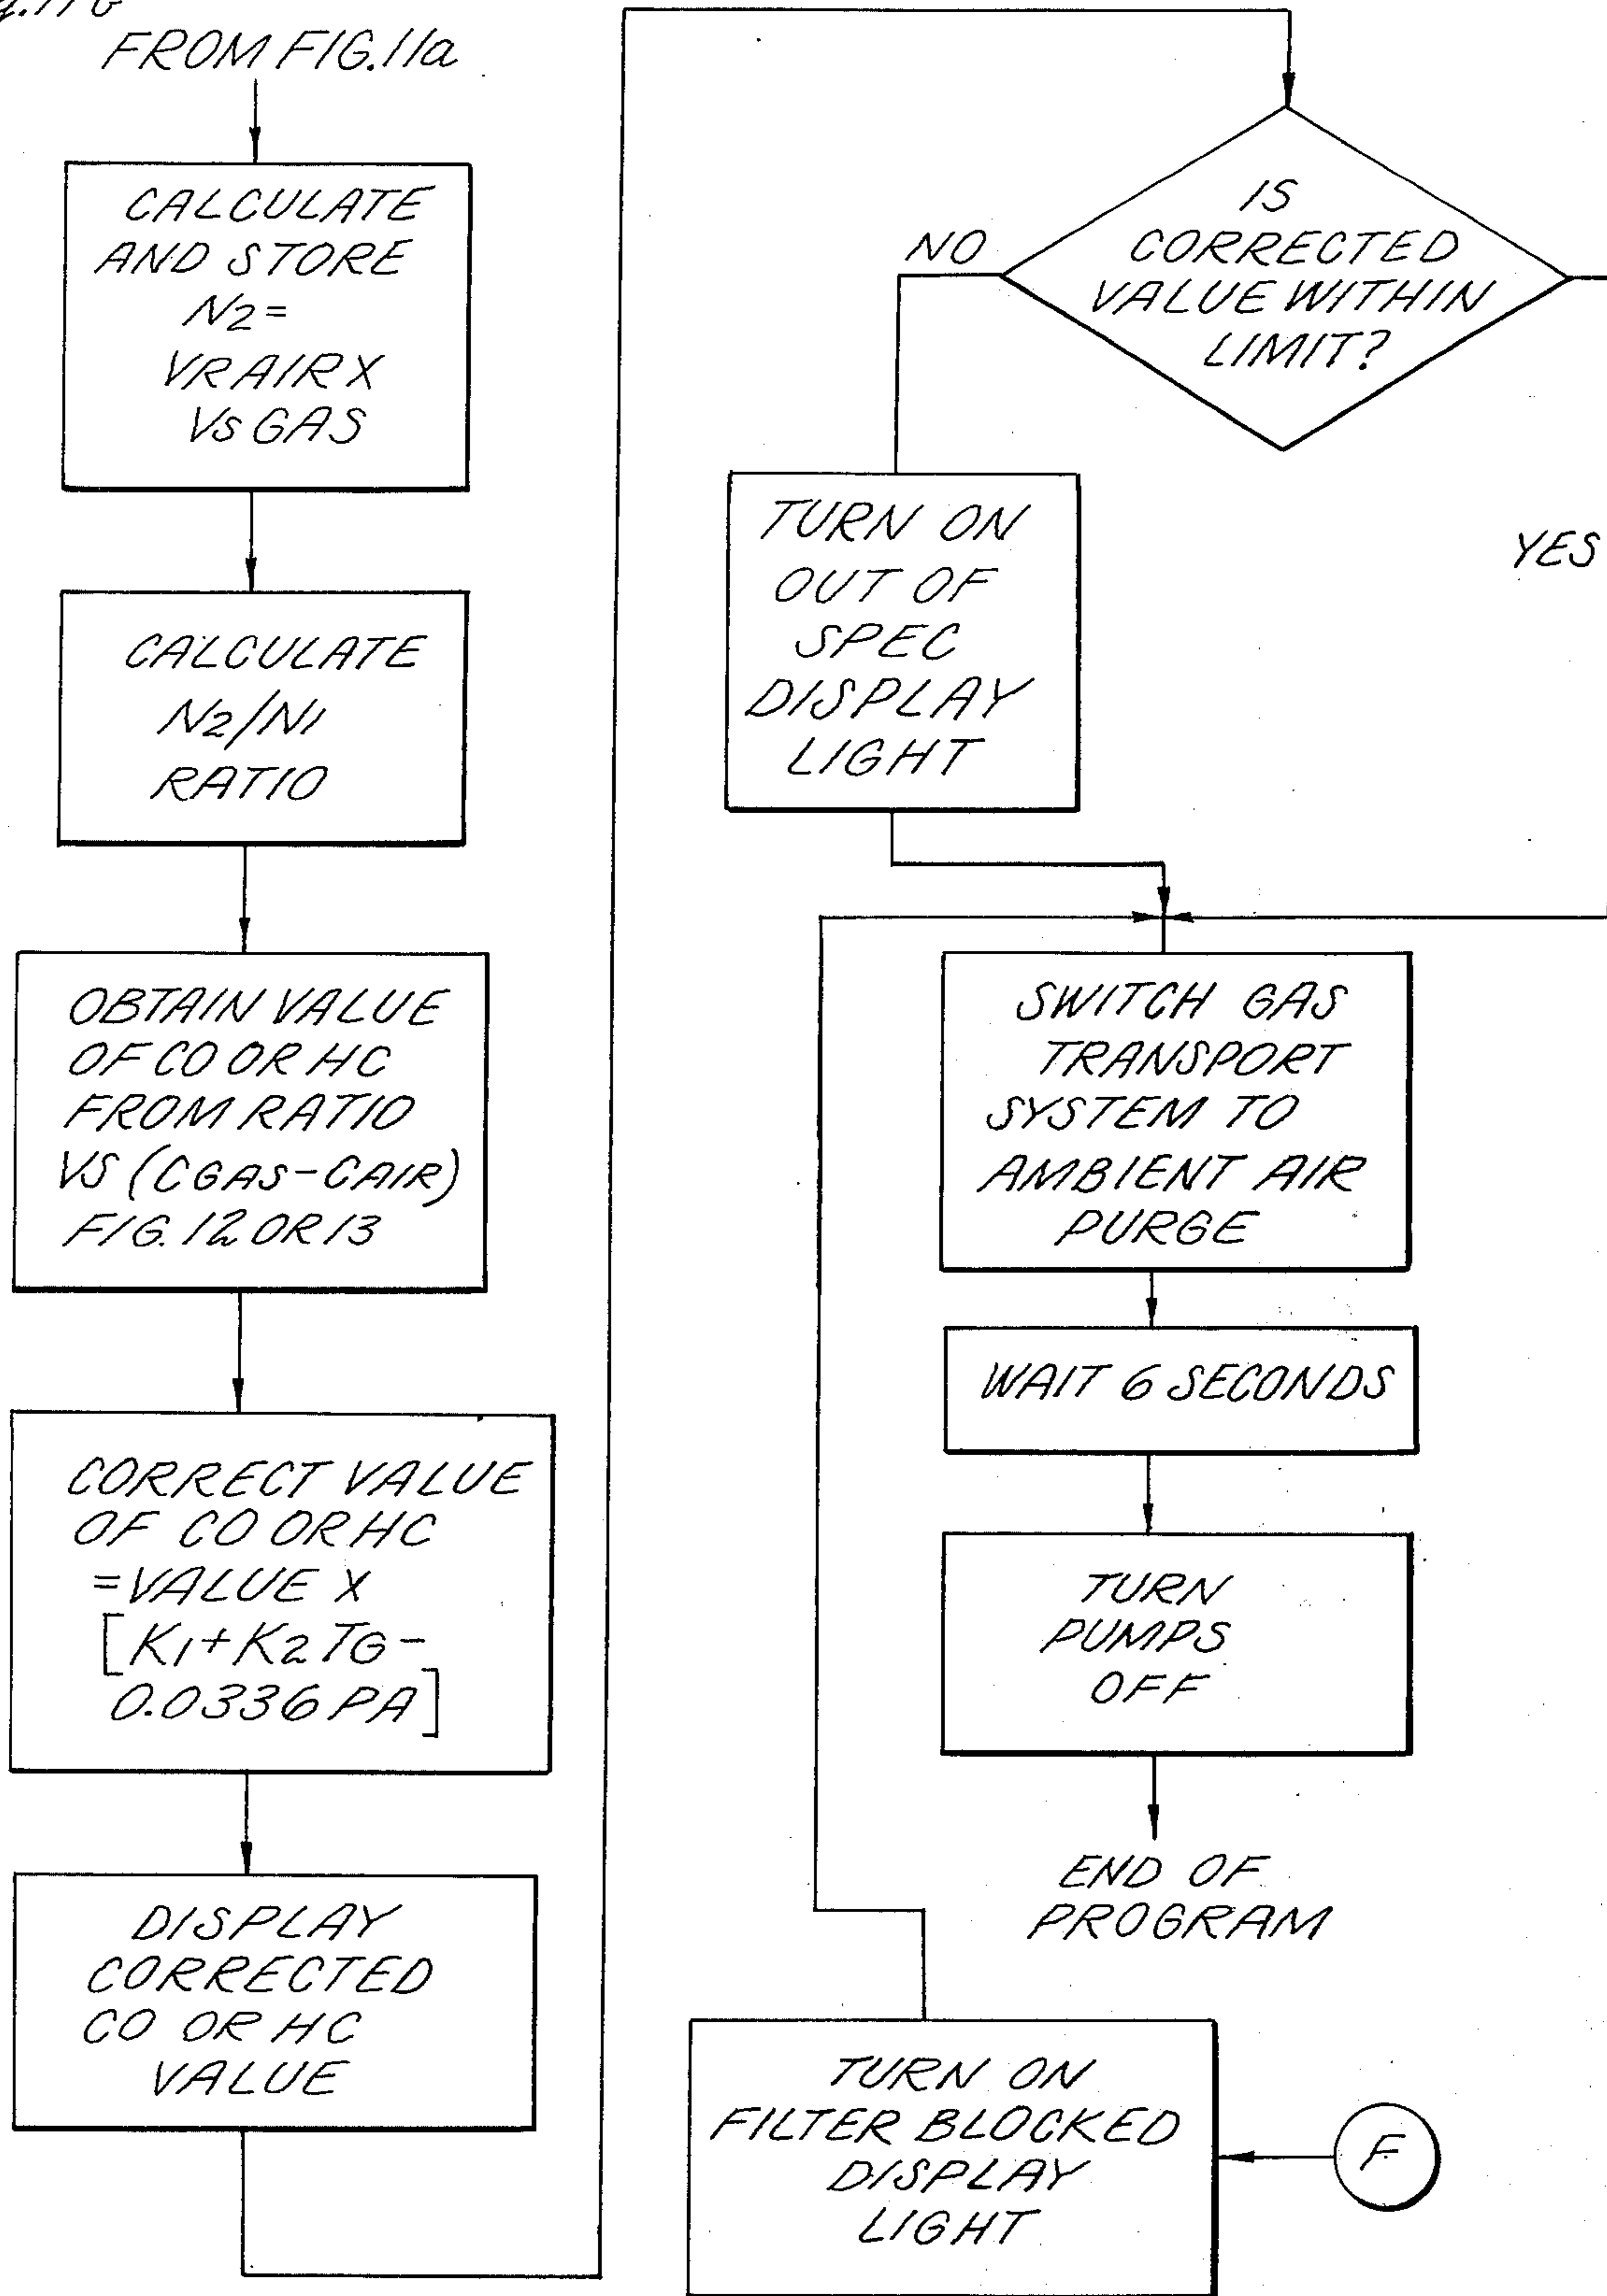 FROM FIG.11a
CALCULATE
AND STORE
N2=
VRAIR X
VS GAS
CALCULATE
N2/N1
RATIO
OBTAIN VALUE
OF CO OR HC
FROM RATIO
VS (CGAS-CAIR)
FIG. 12 OR 13
CORRECT VALUE
OF CO OR HC
=VALUE X
[K1+K2 TG-
0.0336 PA]
DISPLAY
CORRECTED
CO OR HC
VALUE
IS
CORRECTED
VALUE WITHIN
LIMIT?
NO
YES
TURN ON
OUT OF
SPEC
DISPLAY
LIGHT
SWITCH GAS
TRANSPORT
SYSTEM TO
AMBIENT AIR
PURGE
WAIT 6 SECONDS
TURN
PUMPS
OFF
END OF
PROGRAM
TURN ON
FILTER BLOCKED
DISPLAY
LIGHT
F